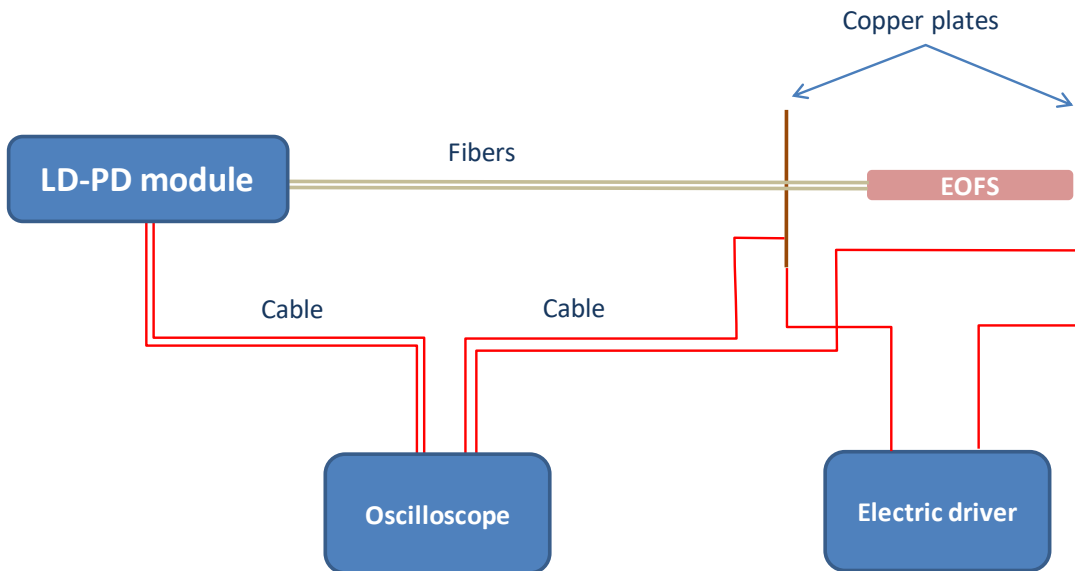 Copper plates
Fibers
LD-PD module
EOFS
Cable
Cable
Oscilloscope
Electric driver